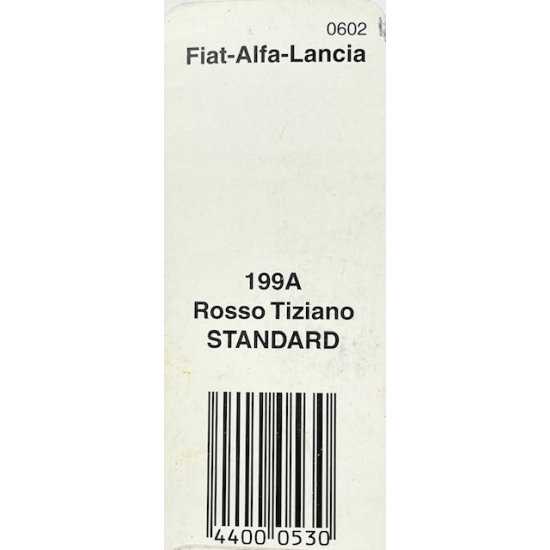 0602
Fiat-Alfa-Lancia
199A
Rosso Tiziano
STANDARD
4400 0530